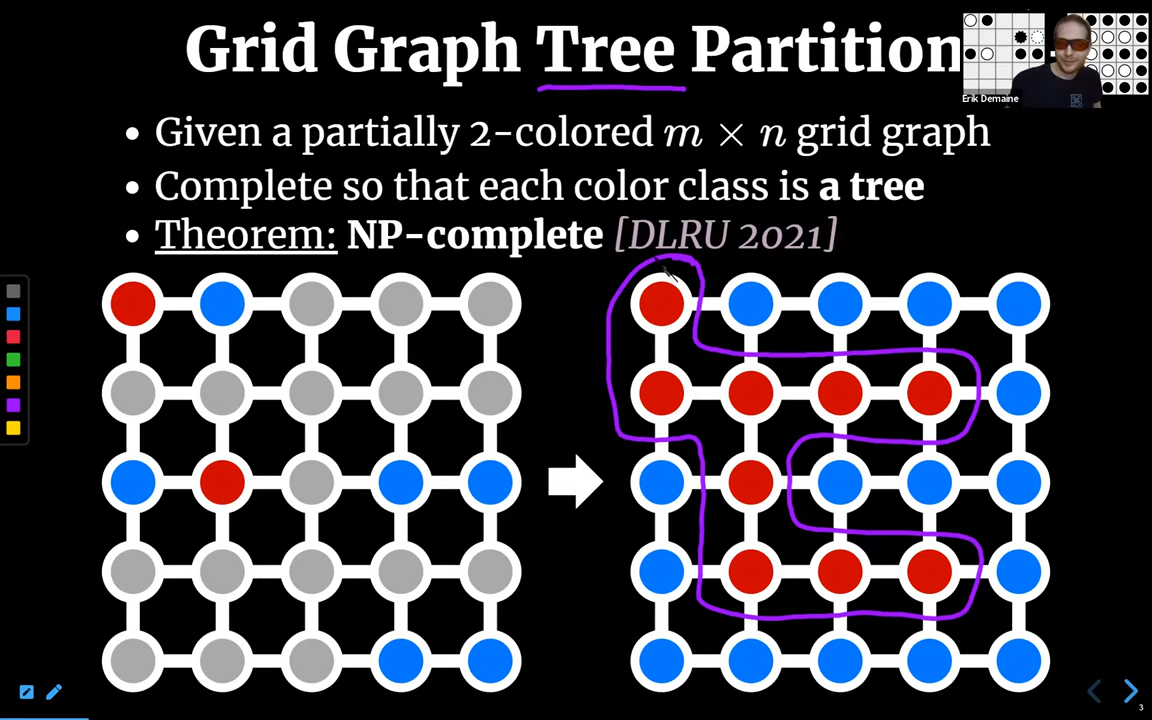 Grid Graph Tree Partition
Erik Demaine
• Given a partially 2-colored m × n grid graph
• Complete so that each color class is a tree
• Theorem: NP-complete [DLRU 2021]
3